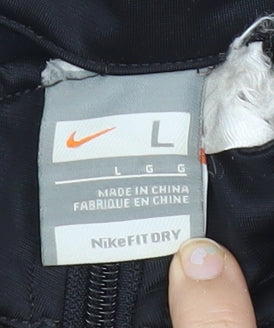 L
L G G
MADE IN CHINA
FABRIQUE EN CHINE
NIKEFIT DRY